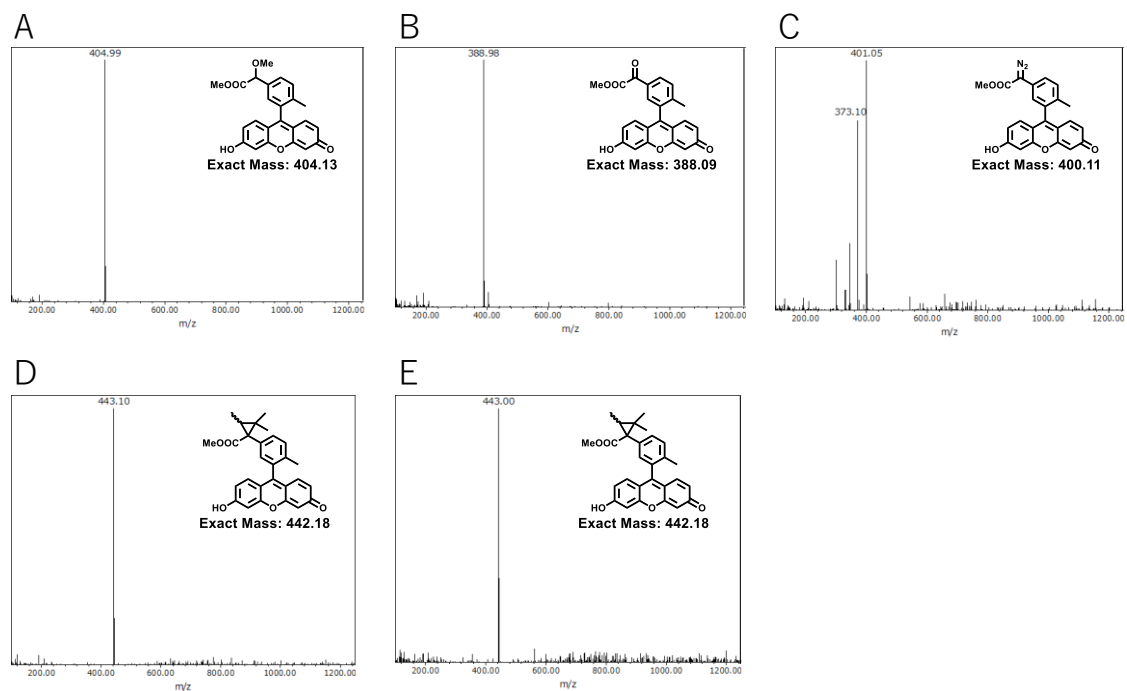 A
404.99
OMe
MeOOC
HO
O
O
Exact Mass: 404.13
200.00 400.00 600.00 800.00 1000.00 1200.00
m/z
B
388.98
O
MeOOC
HO
O
O
Exact Mass: 388.09
200.00 400.00 600.00 800.00 1000.00 1200.00
m/z
C
401.05
373.10
N2
MeOOC
HO
O
O
Exact Mass: 400.11
200.00 400.00 600.00 800.00 1000.00 1200.00
m/z
D
443.10
MeOOC
HO
O
O
Exact Mass: 442.18
200.00 400.00 600.00 800.00 1000.00 1200.00
m/z
E
443.00
MeOOC
HO
O
O
Exact Mass: 442.18
200.00 400.00 600.00 800.00 1000.00 1200.00
m/z